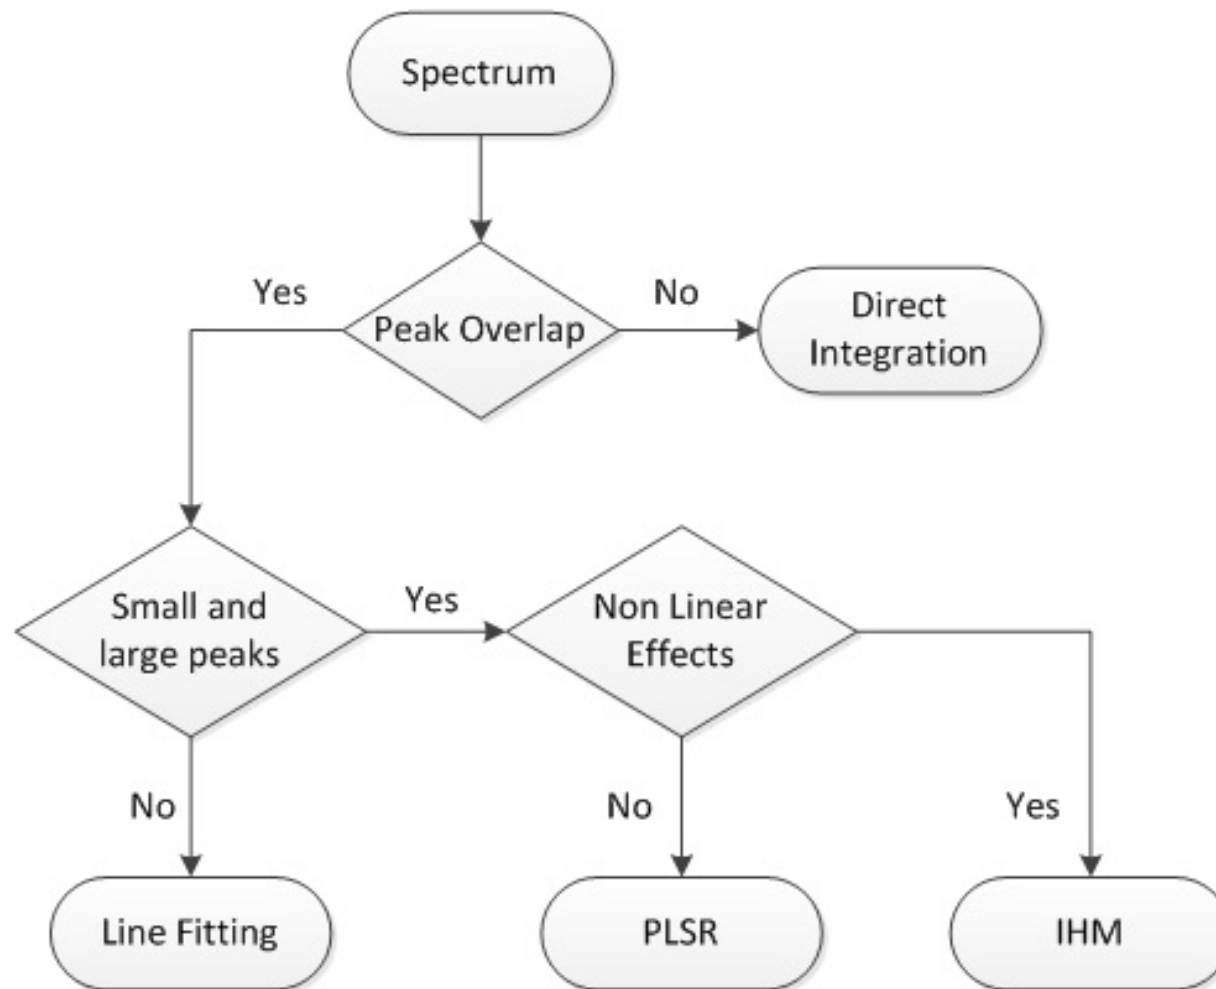 Spectrum
Yes
No
Peak Overlap
Direct
Integration
Small and
large peaks
Yes
Non Linear
Effects
No
No
Yes
Line Fitting
PLSR
IHM